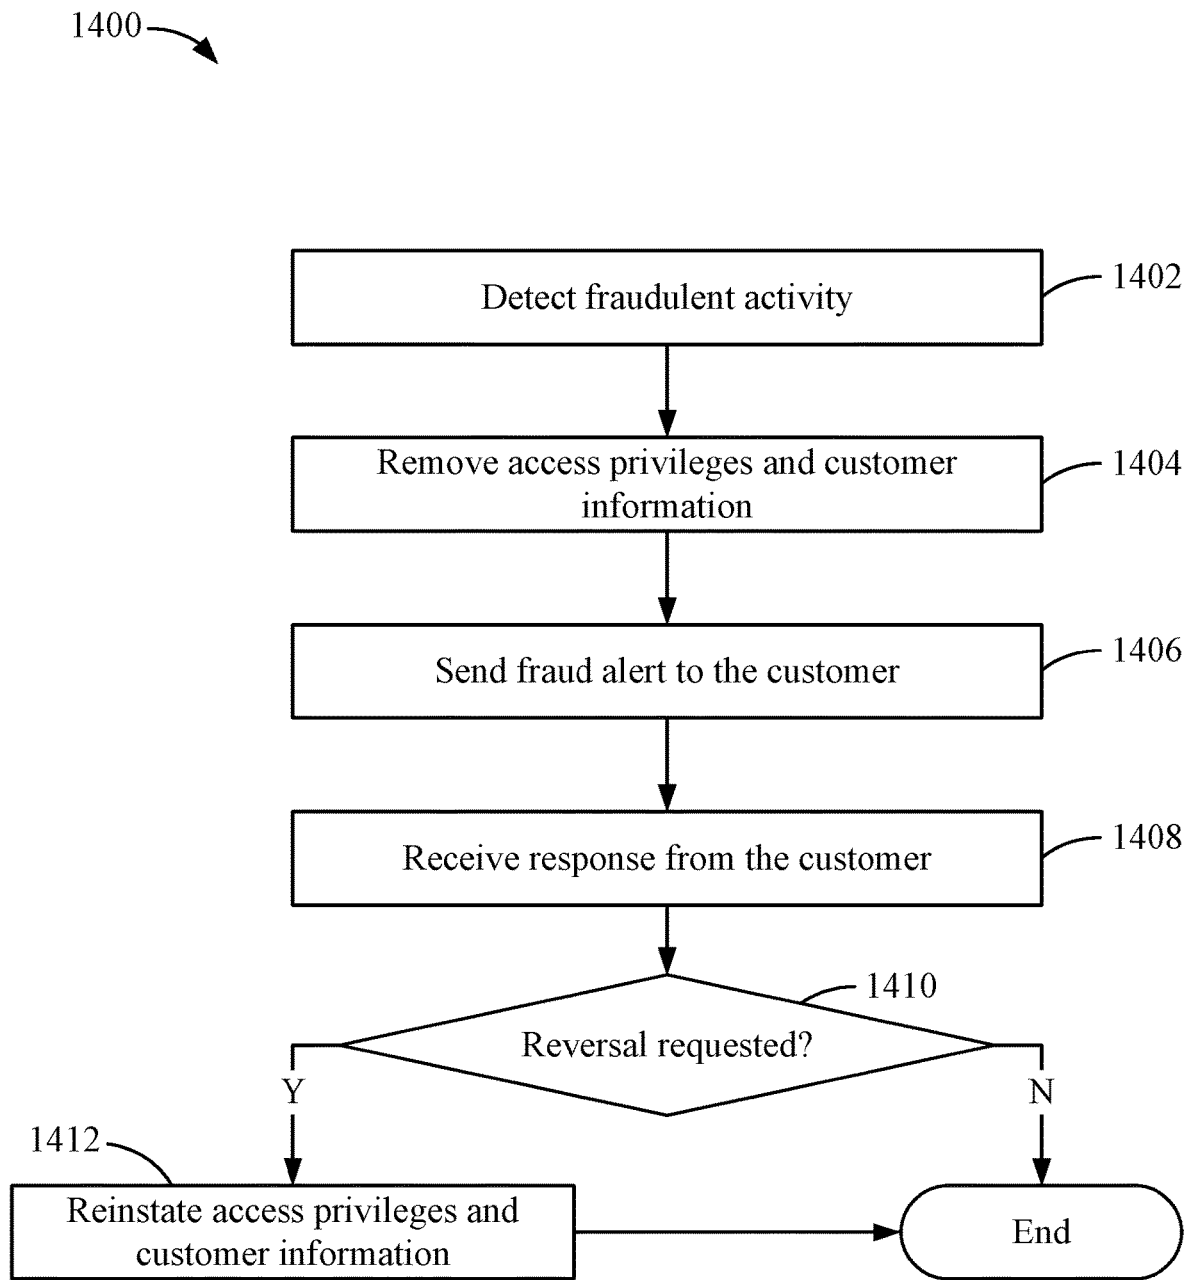 1400
Detect fraudulent activity
1402
Remove access privileges and customer
information
1404
Send fraud alert to the customer
1406
Receive response from the customer
1408
1410
Reversal requested?
Y
N
1412
Reinstate access privileges and
customer information
End